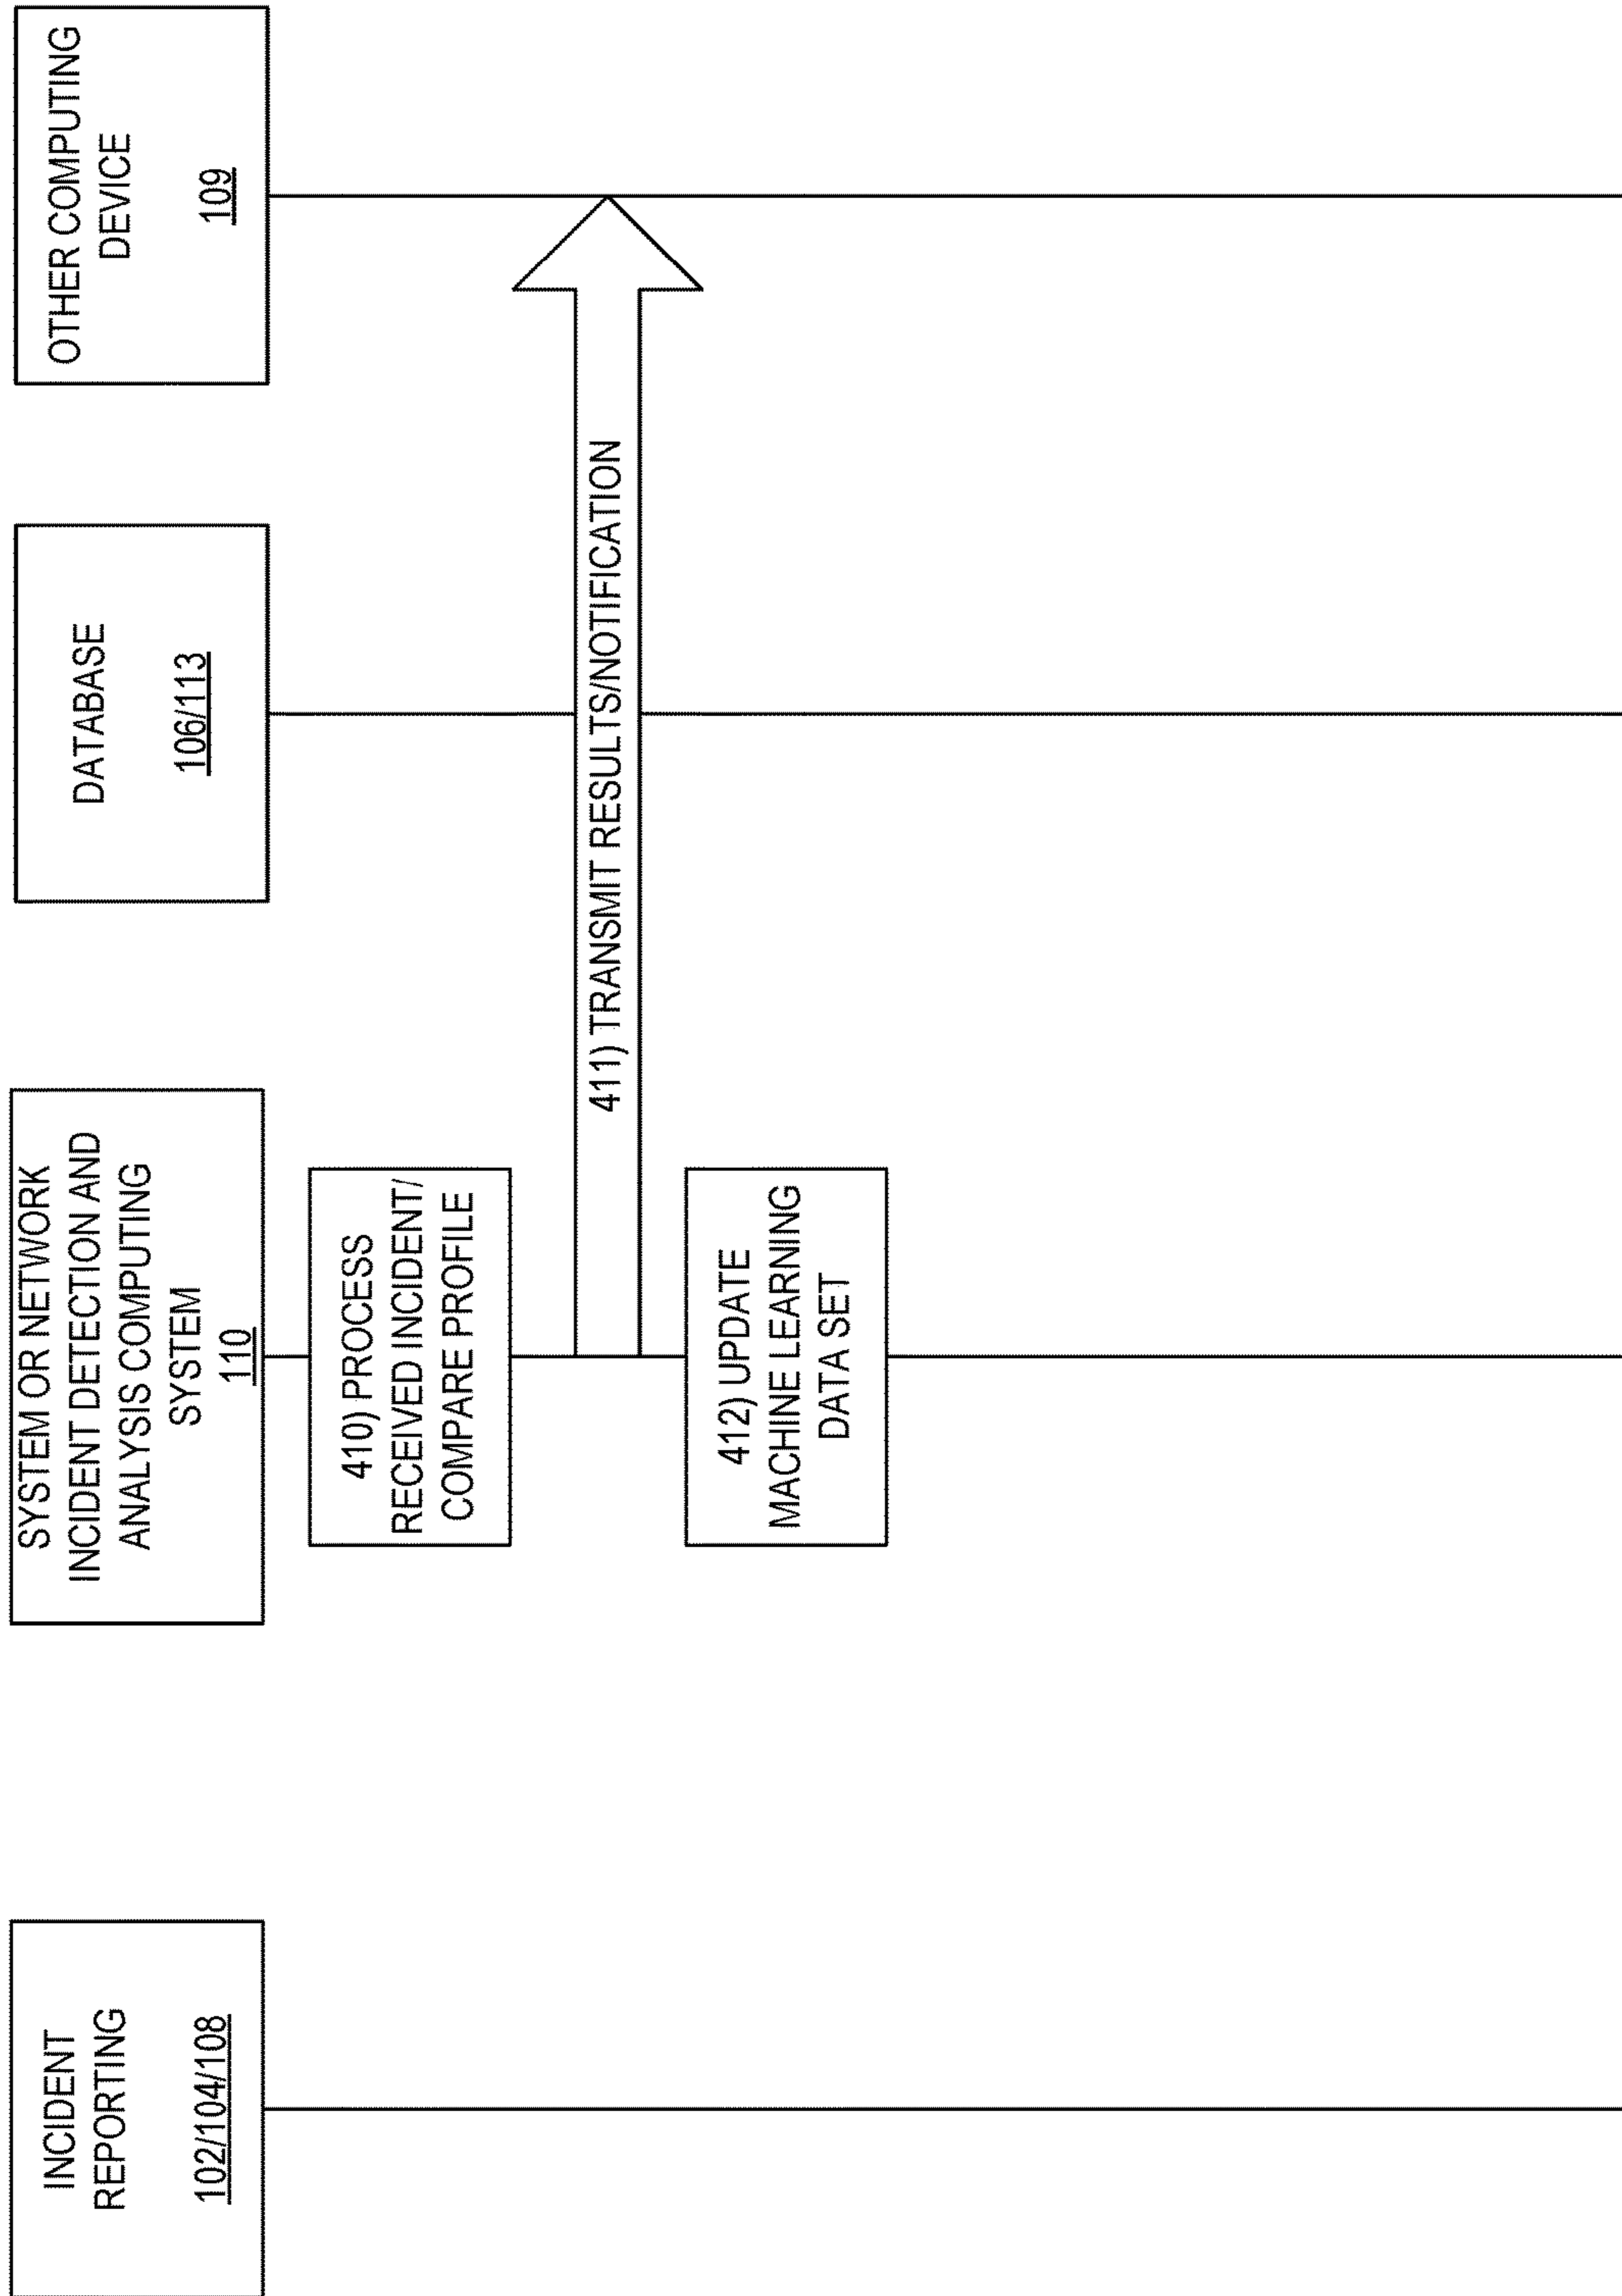 INCIDENT
REPORTING
102/104/108
SYSTEM OR NETWORK
INCIDENT DETECTION AND
ANALYSIS COMPUTING
SYSTEM
110
DATABASE
106/113
OTHER COMPUTING
DEVICE
109
410) PROCESS
RECEIVED INCIDENT/
COMPARE PROFILE
411) TRANSMIT RESULTS/NOTIFICATION
412) UPDATE
MACHINE LEARNING
DATA SET